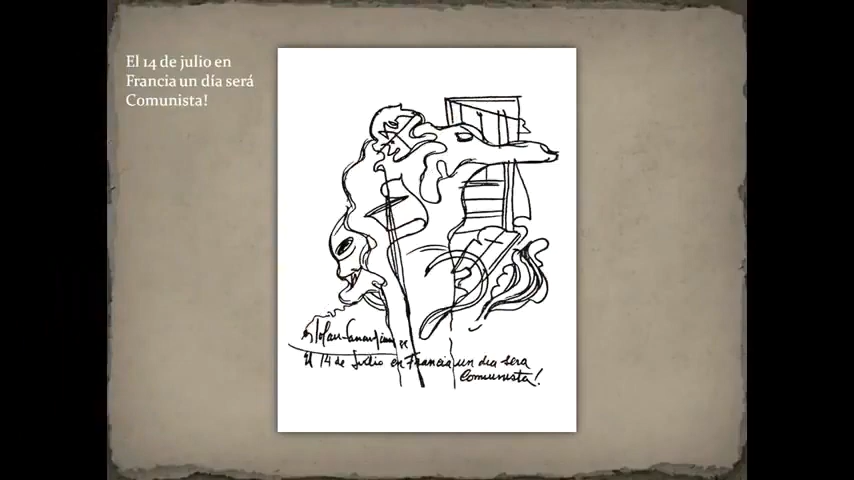 El 14 de julio en
Francia un día será
Comunista!
El 14 de Julio en Francia un dia sera
Comunista!